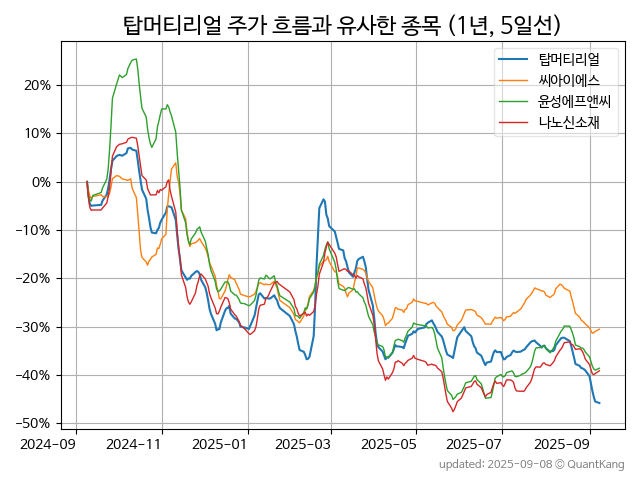 탑머티리얼 주가 흐름과 유사한 종목 (1년, 5일선)
탑머티리얼
씨아이에스
윤성에프앤씨
나노신소재
20%
10%
0%
−10%
−20%
−30%
−40%
−50%
2024-09 2024-11 2025-01 2025-03 2025-05 2025-07 2025-09
updated: 2025-09-08 © QuantKang